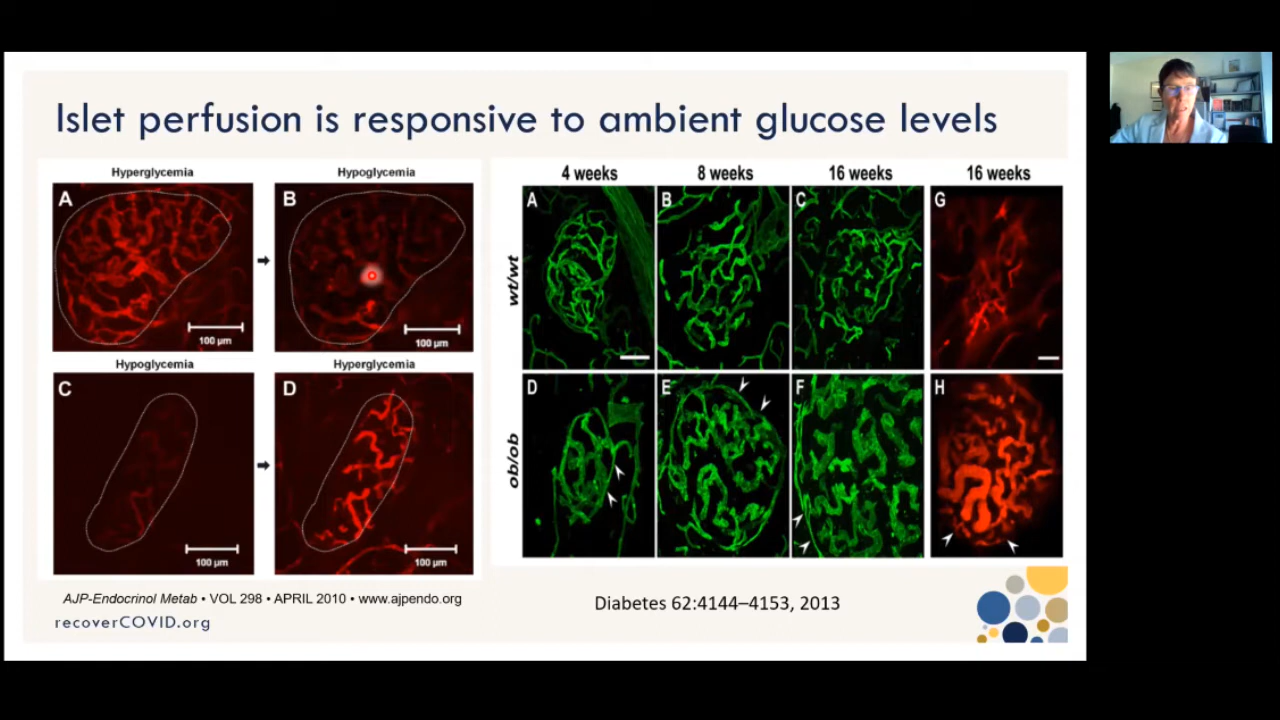 Islet perfusion is responsive to ambient glucose levels
Hyperglycemia
Hypoglycemia
A
B
100 µm
100 µm
Hypoglycemia
Hyperglycemia
C
D
100 µm
100 µm
4 weeks
8 weeks
16 weeks
16 weeks
wt/wt
A
B
C
G
ob/ob
D
E
F
H
AJP-Endocrinol Metab • VOL 298 • APRIL 2010 • www.ajpendo.org
Diabetes 62:4144–4153, 2013
recoverCOVID.org